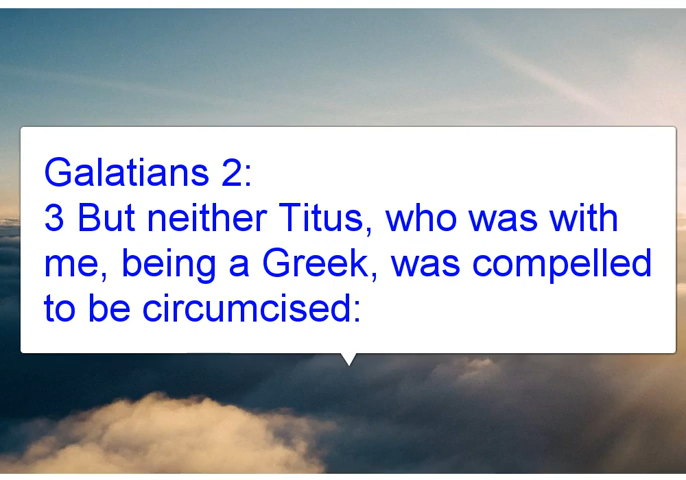 Galatians 2:
3 But neither Titus, who was with
me, being a Greek, was compelled
to be circumcised: